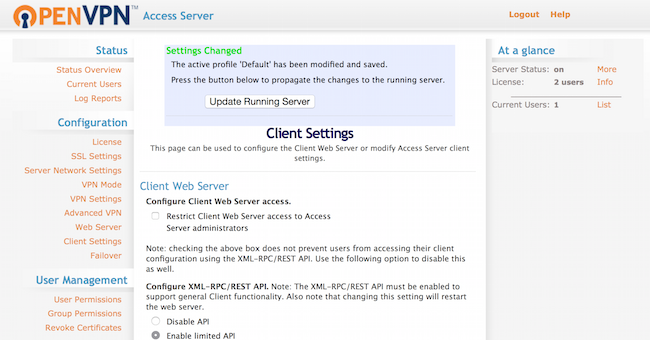 OPENVPN™ Access Server
Logout Help
Status
Status Overview
Current Users
Log Reports
Configuration
License
SSL Settings
Server Network Settings
VPN Mode
VPN Settings
Advanced VPN
Web Server
Client Settings
Failover
User Management
User Permissions
Group Permissions
Revoke Certificates
Settings Changed
The active profile 'Default' has been modified and saved.
Press the button below to propagate the changes to the running server.
Update Running Server
Client Settings
This page can be used to configure the Client Web Server or modify Access Server client
settings.
Client Web Server
Configure Client Web Server access.
Restrict Client Web Server access to Access
Server administrators
Note: checking the above box does not prevent users from accessing their client
configuration using the XML-RPC/REST API. Use the following option to disable this
as well.
Configure XML-RPC/REST API. Note: The XML-RPC/REST API must be enabled to
support general Client functionality. Also note that changing this setting will restart
the web server.
Disable API
Enable limited API
At a glance
Server Status: on More
License: 2 users Info
Current Users: 1 List